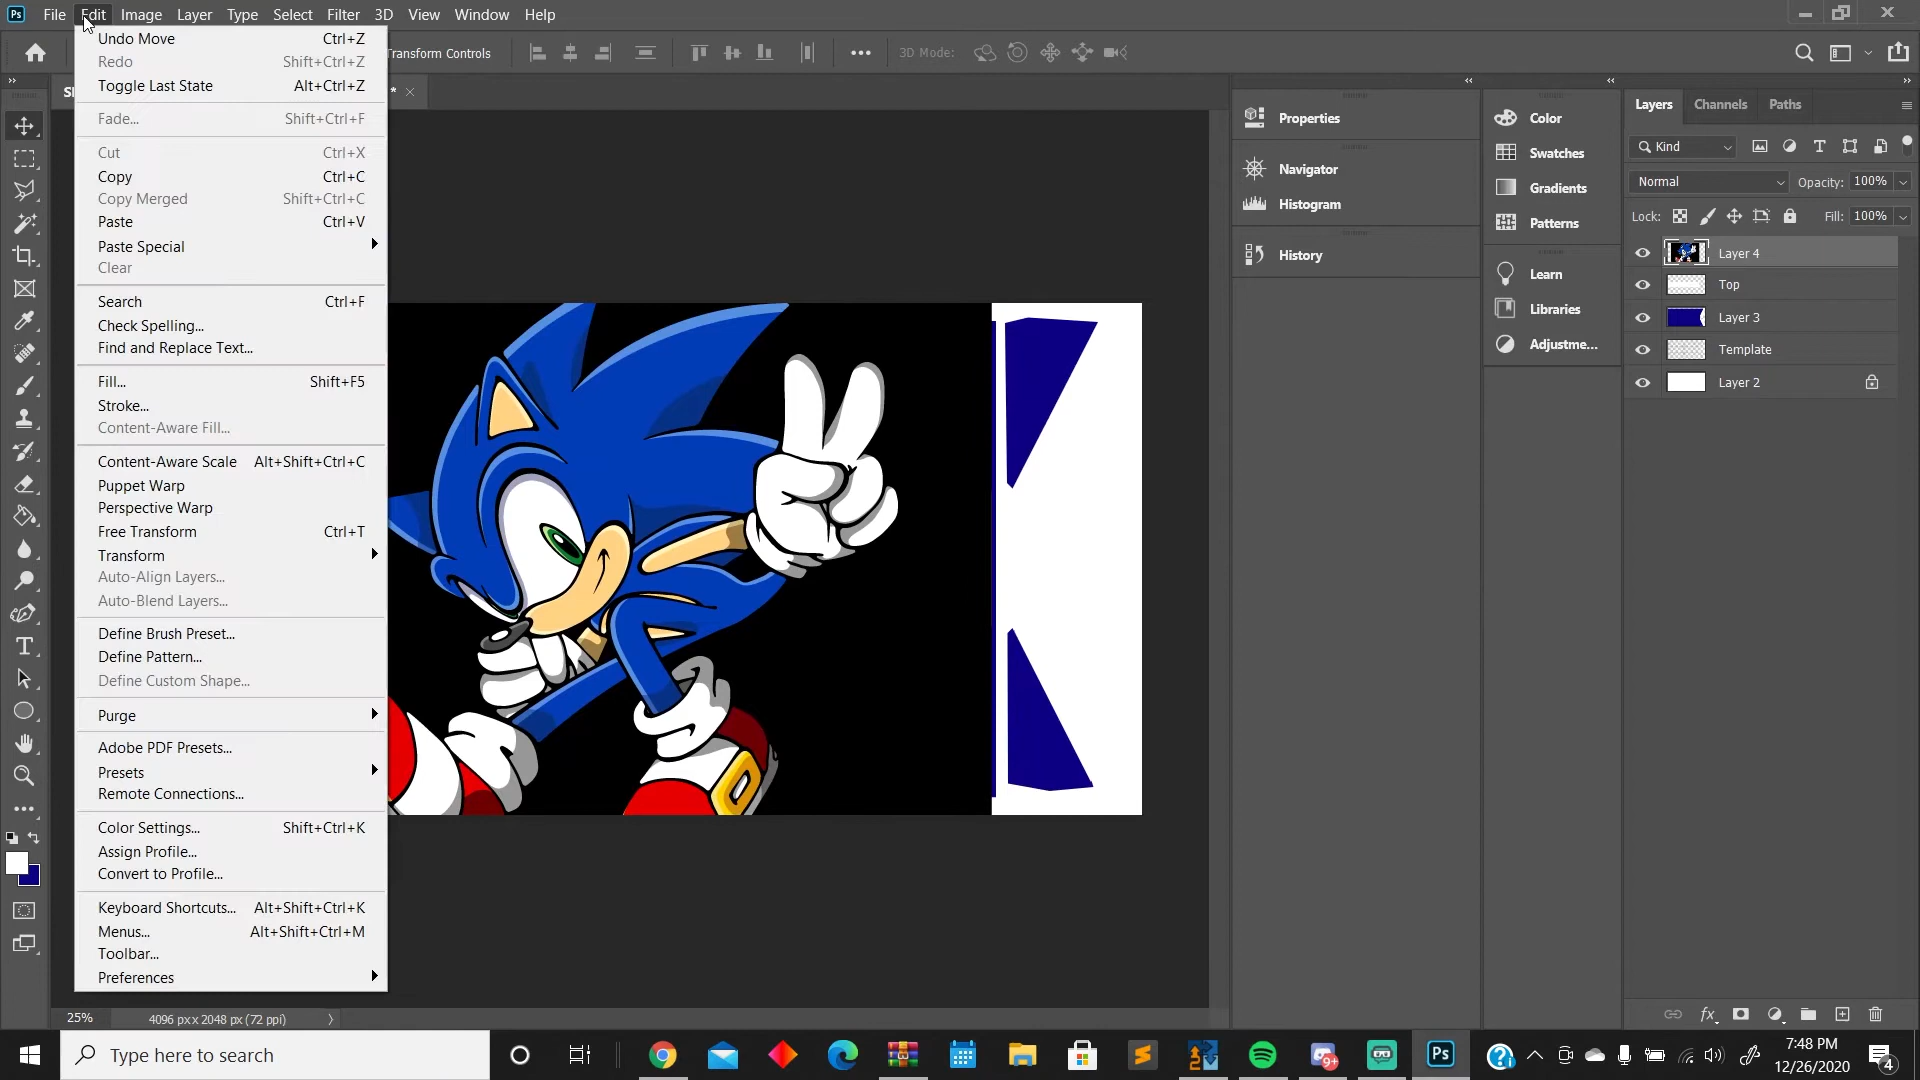 Ps File Edit Image Layer Type Select Filter 3D View Window Help
Transform Controls 3D Mode:
*
Undo Move Ctrl+Z
Redo Shift+Ctrl+Z
Toggle Last State Alt+Ctrl+Z
Fade... Shift+Ctrl+F
Cut Ctrl+X
Copy Ctrl+C
Copy Merged Shift+Ctrl+C
Paste Ctrl+V
Paste Special
Clear
Search Ctrl+F
Check Spelling...
Find and Replace Text...
Fill... Shift+F5
Stroke...
Content-Aware Fill...
Content-Aware Scale Alt+Shift+Ctrl+C
Puppet Warp
Perspective Warp
Free Transform Ctrl+T
Transform
Auto-Align Layers...
Auto-Blend Layers...
Define Brush Preset...
Define Pattern...
Define Custom Shape...
Purge
Adobe PDF Presets...
Presets
Remote Connections...
Color Settings... Shift+Ctrl+K
Assign Profile...
Convert to Profile...
Keyboard Shortcuts... Alt+Shift+Ctrl+K
Menus... Alt+Shift+Ctrl+M
Toolbar...
Preferences
Properties
Navigator
Histogram
History
Color
Swatches
Gradients
Patterns
Learn
Libraries
Adjustme...
Layers Channels Paths
Kind
Normal Opacity: 100%
Lock: Fill: 100%
Layer 4
Top
Layer 3
Template
Layer 2
fx
25% 4096 px x 2048 px (72 ppi)
Type here to search
9+
Ps
7:48 PM
12/26/2020
4